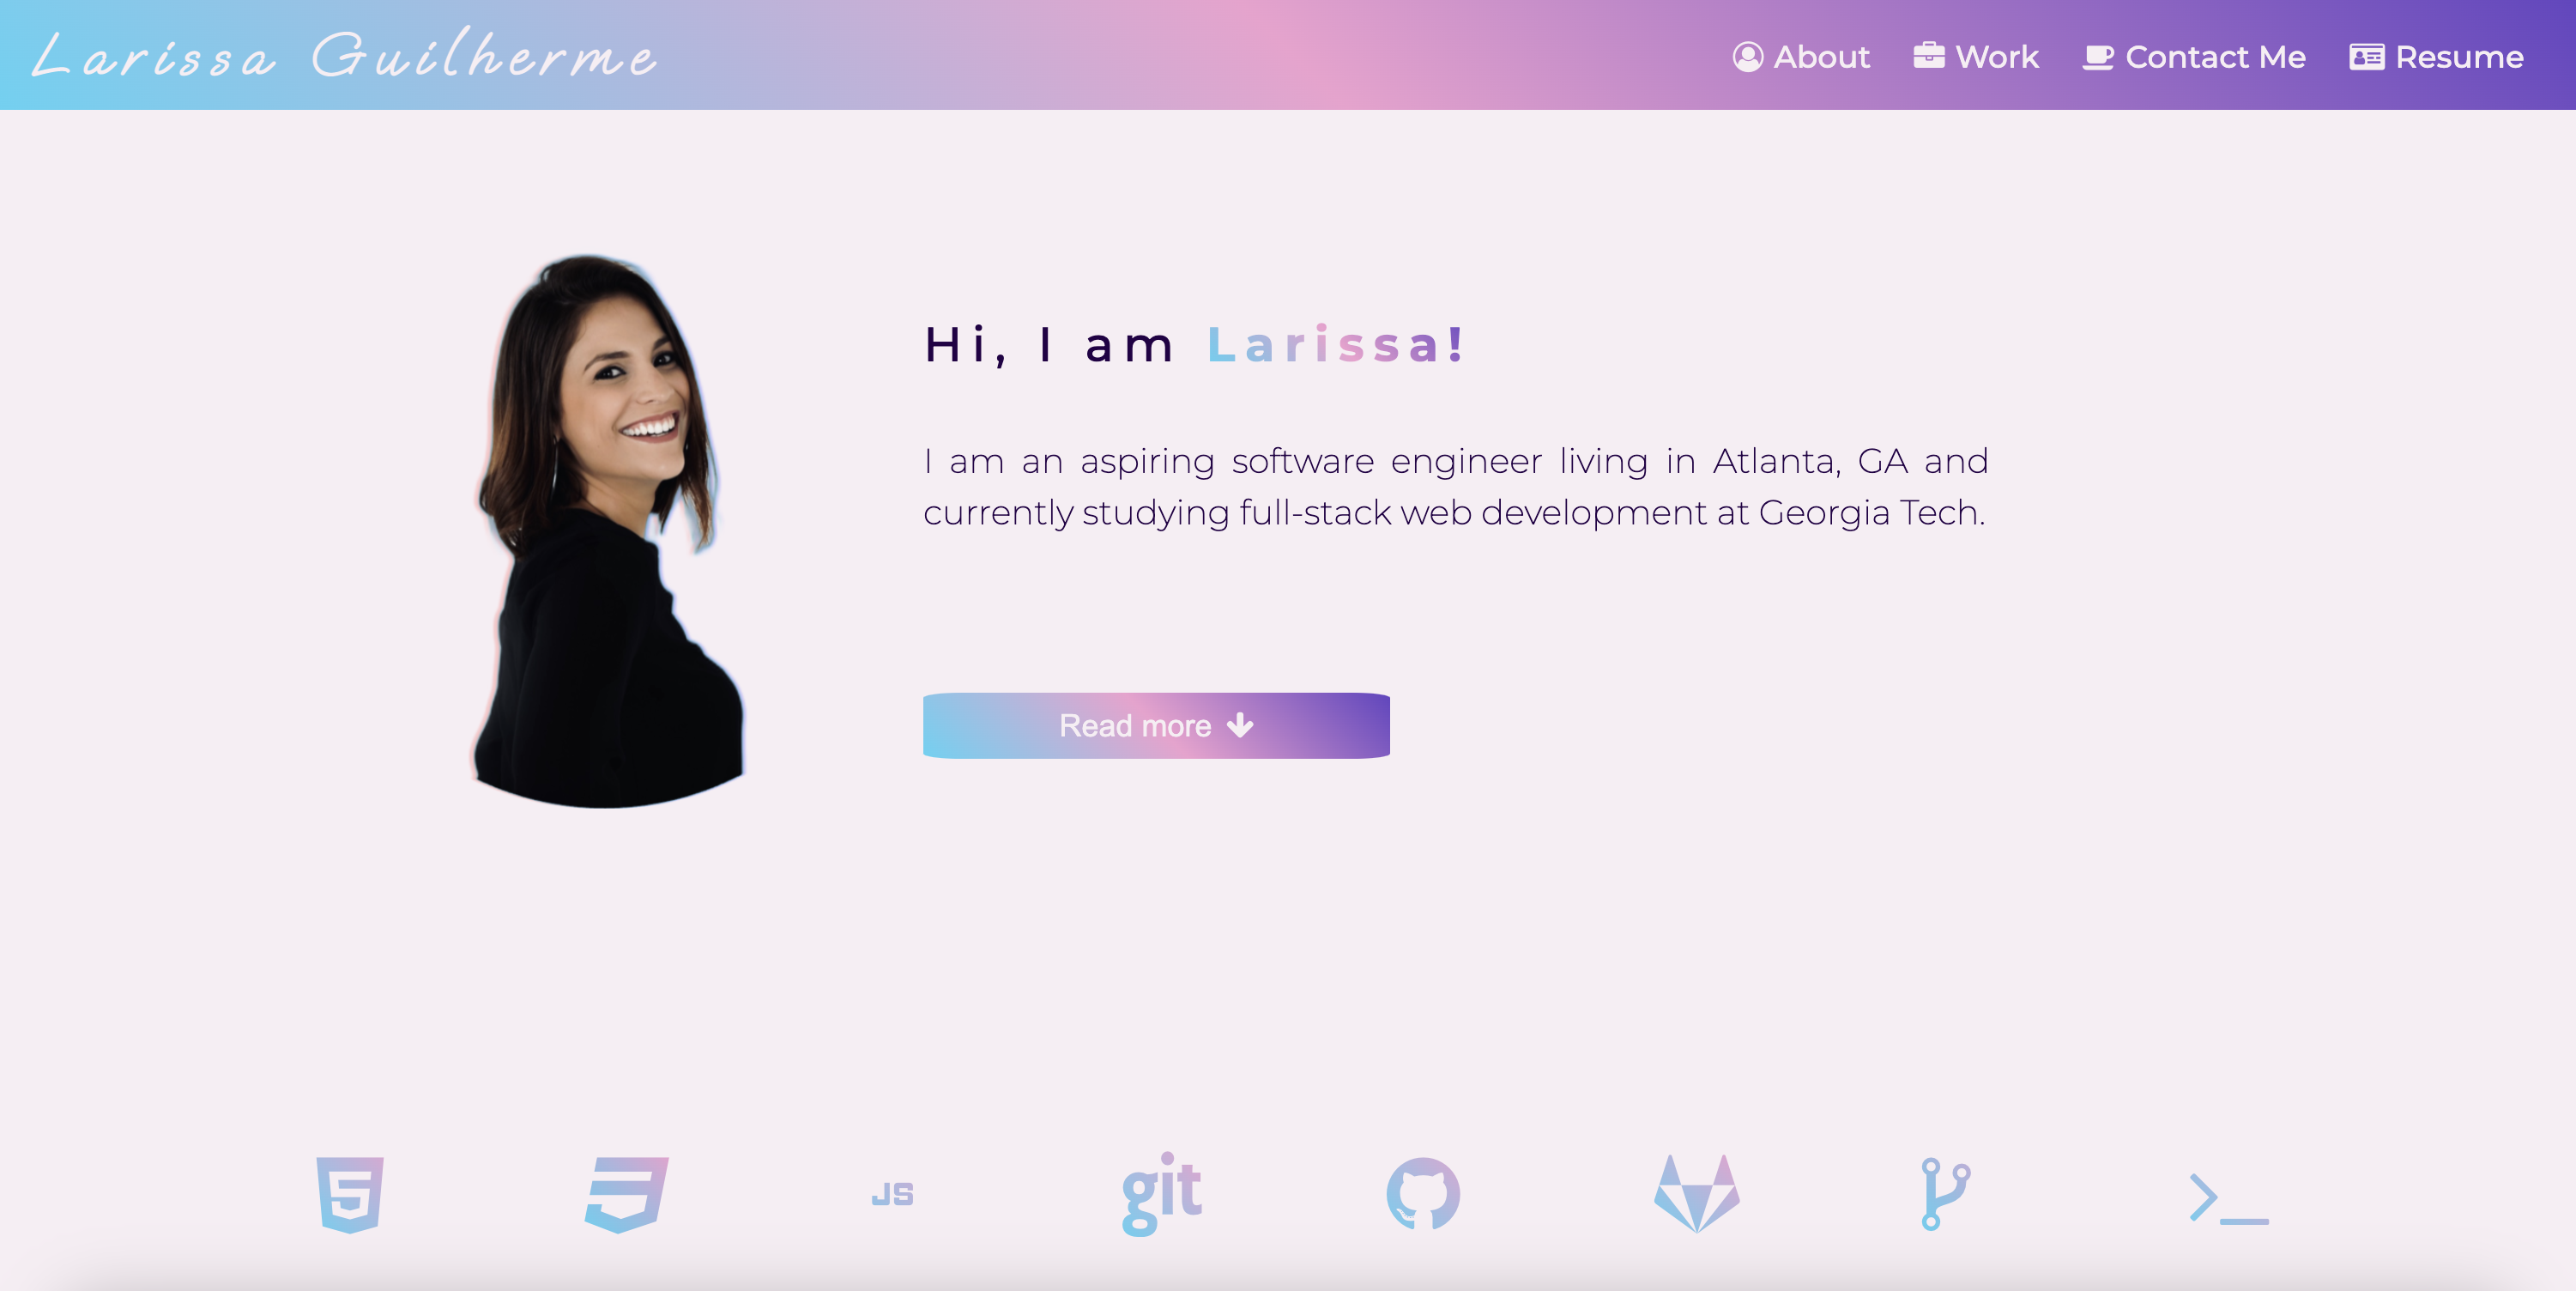 Larissa Guilherme
About Work Contact Me Resume
Hi, I am Larissa!
I am an aspiring software engineer living in Atlanta, GA and
currently studying full-stack web development at Georgia Tech.
Read more
5 JS git